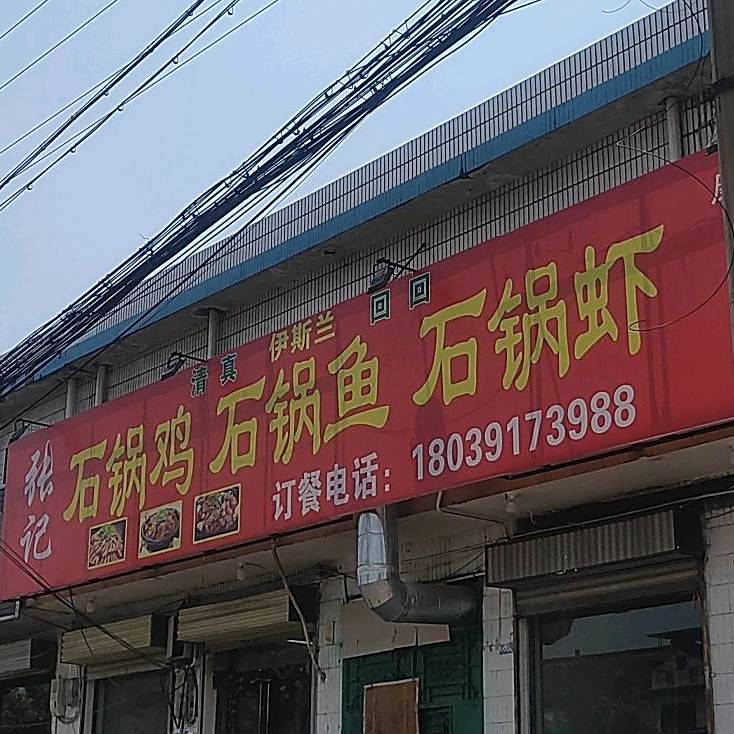 清真 伊斯兰 回回
张记
石锅鸡 石锅鱼 石锅虾
订餐电话：18039173988